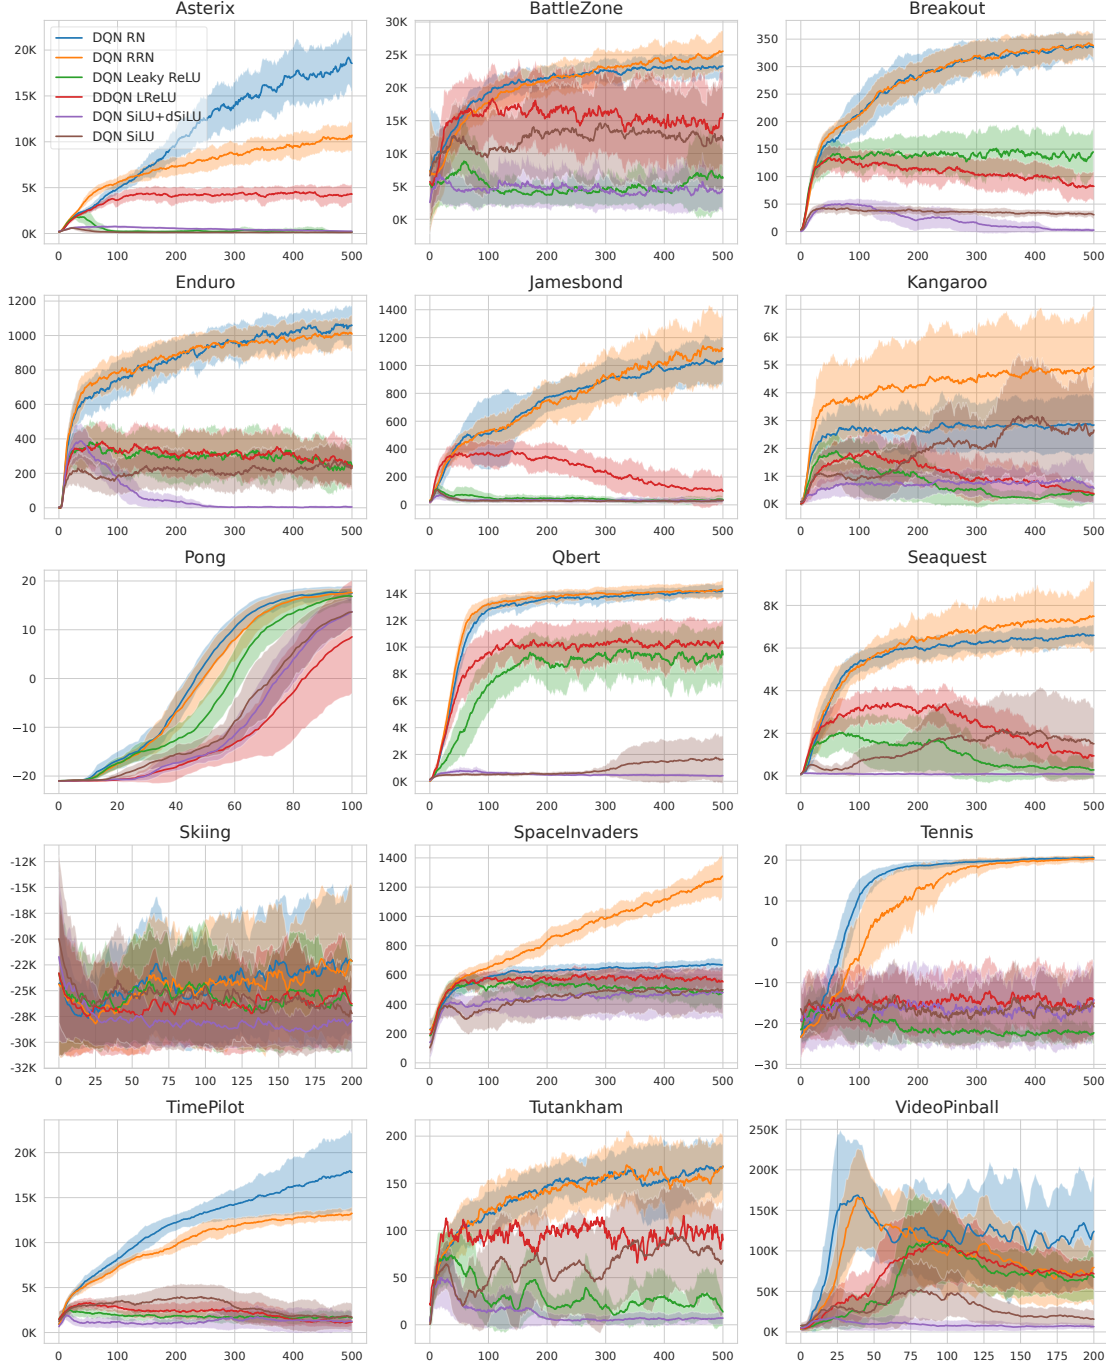 Asterix
BattleZone
Breakout
DQN RN
DQN RRN
DQN Leaky ReLU
DDQN LReLU
DQN SiLU+dSiLU
DQN SiLU
20K
15K
10K
5K
0K
0 100 200 300 400 500
30K
25K
20K
15K
10K
5K
0K
0 100 200 300 400 500
350
300
250
200
150
100
50
0
0 100 200 300 400 500
Enduro
Jamesbond
Kangaroo
1200
1000
800
600
400
200
0
0 100 200 300 400 500
1400
1200
1000
800
600
400
200
0
0 100 200 300 400 500
7K
6K
5K
4K
3K
2K
1K
0K
0 100 200 300 400 500
Pong
Qbert
Seaquest
20
10
0
−10
−20
0 20 40 60 80 100
14K
12K
10K
8K
6K
4K
2K
0K
0 100 200 300 400 500
8K
6K
4K
2K
0K
0 100 200 300 400 500
Skiing
SpaceInvaders
Tennis
-12K
-15K
-18K
-20K
-22K
-25K
-28K
-30K
-32K
0 25 50 75 100 125 150 175 200
1400
1200
1000
800
600
400
200
0
0 100 200 300 400 500
20
10
0
−10
−20
−30
0 100 200 300 400 500
TimePilot
Tutankham
VideoPinball
20K
15K
10K
5K
0K
0 100 200 300 400 500
200
150
100
50
0
0 100 200 300 400 500
250K
200K
150K
100K
50K
0K
0 25 50 75 100 125 150 175 200